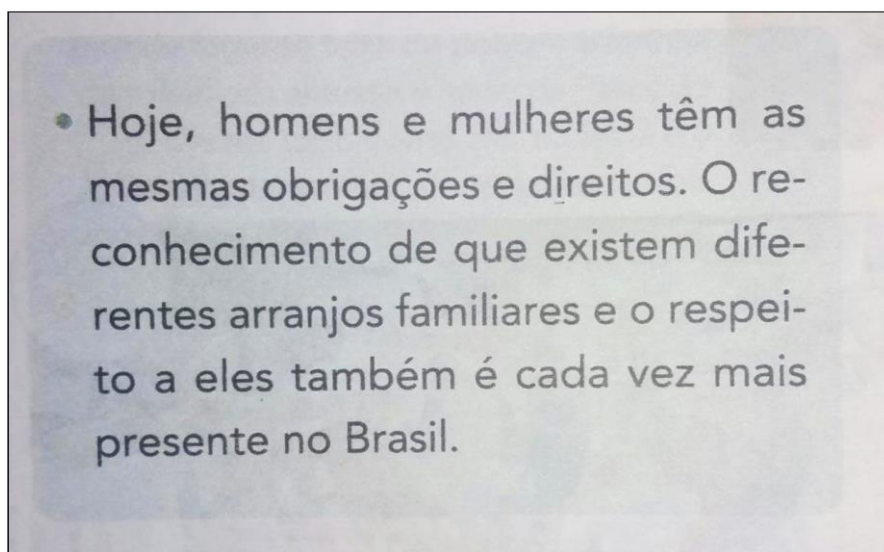 • Hoje, homens e mulheres têm as
mesmas obrigações e direitos. O re-
conhecimento de que existem dife-
rentes arranjos familiares e o respei-
to a eles também é cada vez mais
presente no Brasil.